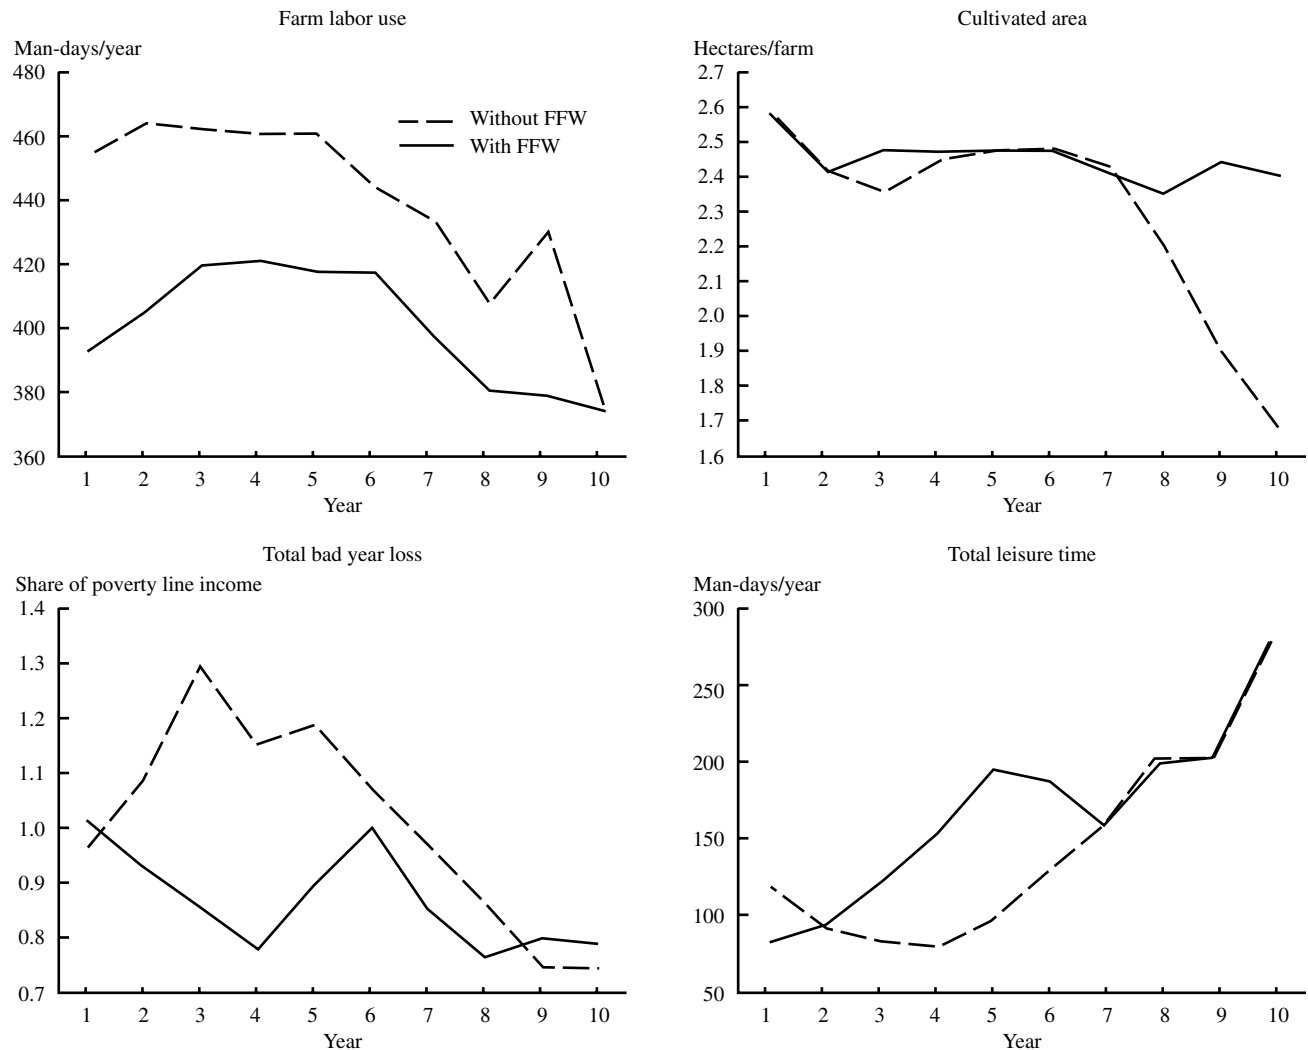 Farm labor use
Man-days/year
480
460
440
420
400
380
360
Without FFW
With FFW
1 2 3 4 5 6 7 8 9 10
Year
Cultivated area
Hectares/farm
2.7
2.6
2.5
2.4
2.3
2.2
2.1
2.0
1.9
1.8
1.7
1.6
1 2 3 4 5 6 7 8 9 10
Year
Total bad year loss
Share of poverty line income
1.4
1.3
1.2
1.1
1.0
0.9
0.8
0.7
1 2 3 4 5 6 7 8 9 10
Year
Total leisure time
Man-days/year
300
250
200
150
100
50
1 2 3 4 5 6 7 8 9 10
Year